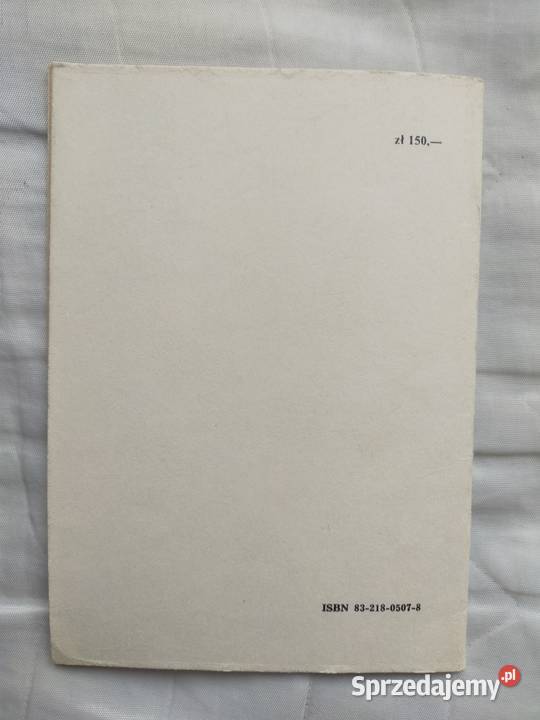 zł 150,—
ISBN 83-218-0507-8
Sprzedajemy.pl